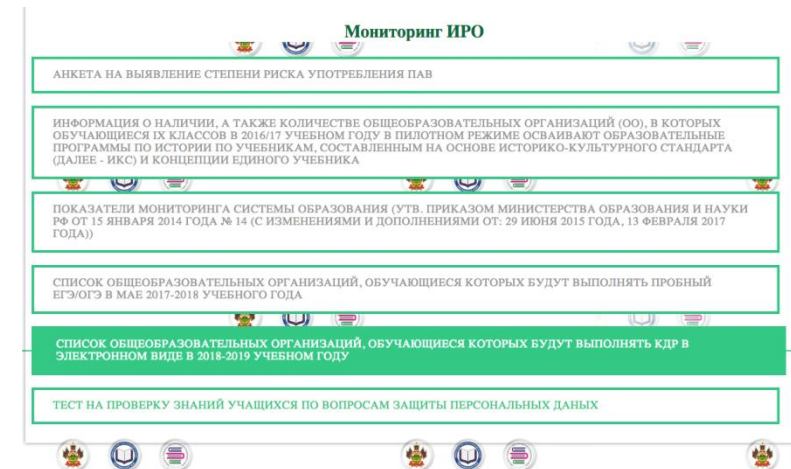 Мониторинг ИРО
АНКЕТА НА ВЫЯВЛЕНИЕ СТЕПЕНИ РИСКА УПОТРЕБЛЕНИЯ ПАВ
ИНФОРМАЦИЯ О НАЛИЧИИ, А ТАКЖЕ КОЛИЧЕСТВЕ ОБЩЕОБРАЗОВАТЕЛЬНЫХ ОРГАНИЗАЦИЙ (ОО), В КОТОРЫХ
ОБУЧАЮЩИЕСЯ IX КЛАССОВ В 2016/17 УЧЕБНОМ ГОДУ В ПИЛОТНОМ РЕЖИМЕ ОСВАИВАЮТ ОБРАЗОВАТЕЛЬНЫЕ
ПРОГРАММЫ ПО ИСТОРИИ ПО УЧЕБНИКАМ, СОСТАВЛЕННЫМ НА ОСНОВЕ ИСТОРИКО-КУЛЬТУРНОГО СТАНДАРТА
(ДАЛЕЕ - ИКС) И КОНЦЕПЦИИ ЕДИНОГО УЧЕБНИКА
ПОКАЗАТЕЛИ МОНИТОРИНГА СИСТЕМЫ ОБРАЗОВАНИЯ (УТВ. ПРИКАЗОМ МИНИСТЕРСТВА ОБРАЗОВАНИЯ И НАУКИ
РФ ОТ 15 ЯНВАРЯ 2014 ГОДА № 14 (С ИЗМЕНЕНИЯМИ И ДОПОЛНЕНИЯМИ ОТ: 29 ИЮНЯ 2015 ГОДА, 13 ФЕВРАЛЯ 2017
ГОДА))
СПИСОК ОБЩЕОБРАЗОВАТЕЛЬНЫХ ОРГАНИЗАЦИЙ, ОБУЧАЮЩИЕСЯ КОТОРЫХ БУДУТ ВЫПОЛНЯТЬ ПРОБНЫЙ
ЕГЭ/ОГЭ В МАЕ 2017-2018 УЧЕБНОГО ГОДА
СПИСОК ОБЩЕОБРАЗОВАТЕЛЬНЫХ ОРГАНИЗАЦИЙ, ОБУЧАЮЩИЕСЯ КОТОРЫХ БУДУТ ВЫПОЛНЯТЬ КДР В
ЭЛЕКТРОННОМ ВИДЕ В 2018-2019 УЧЕБНОМ ГОДУ
ТЕСТ НА ПРОВЕРКУ ЗНАНИЙ УЧАЩИХСЯ ПО ВОПРОСАМ ЗАЩИТЫ ПЕРСОНАЛЬНЫХ ДАНЫХ